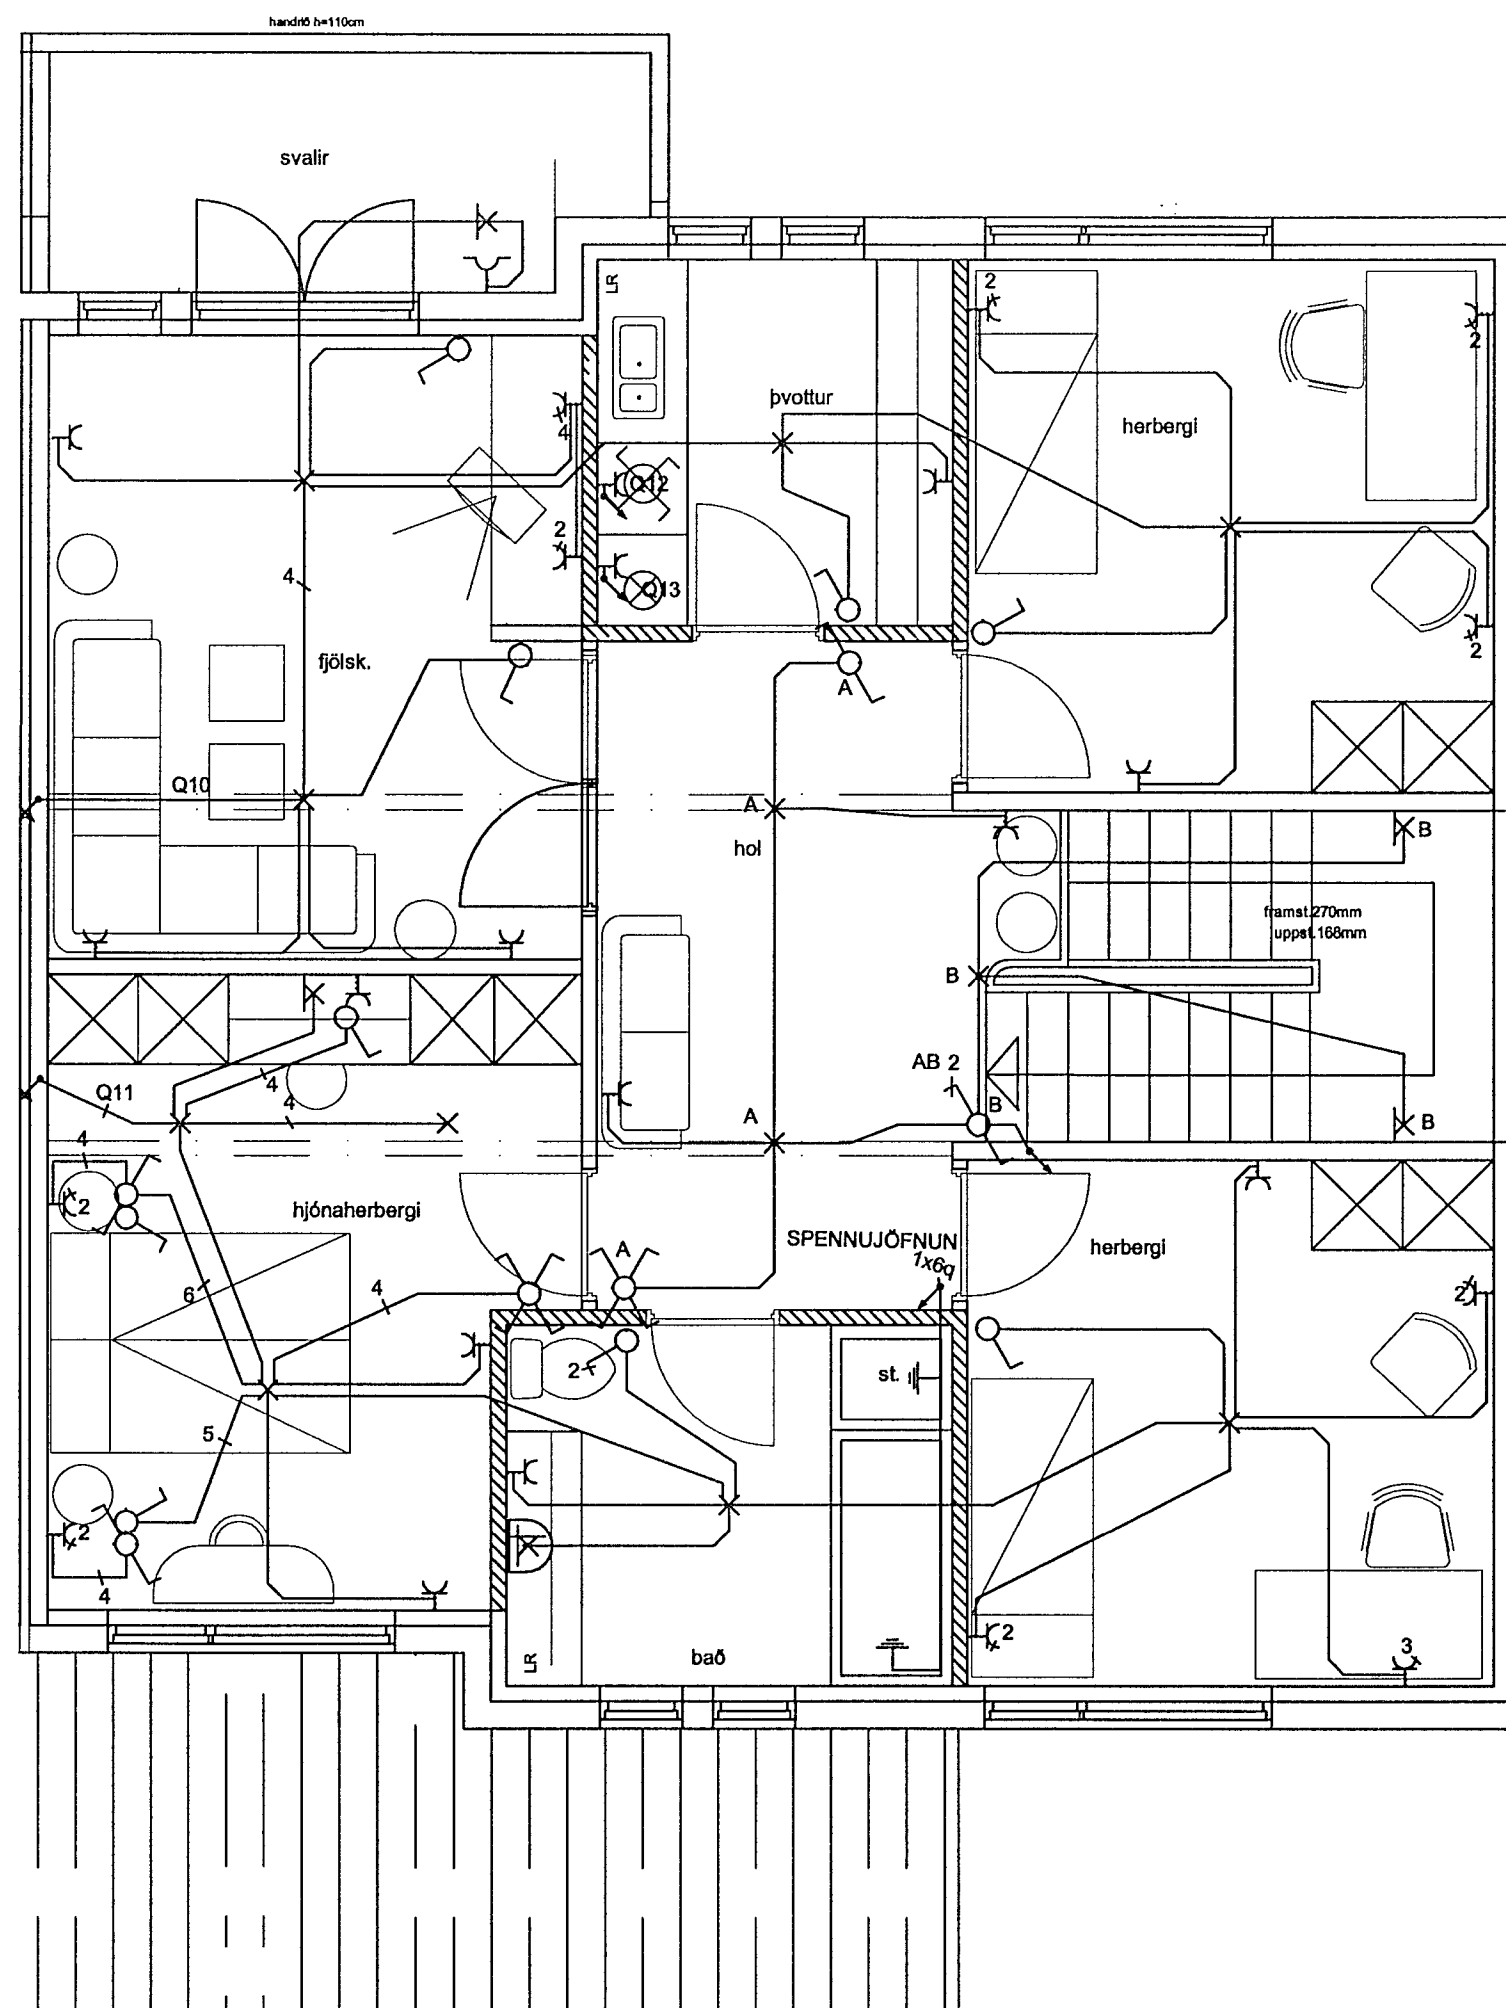 handrið h=110cm
svalir
LR
2
2
þvottur
4
herbergi
Q12
2
4
Q13
2
fjölsk.
A
Q10
A
B
hol
framst.270mm
uppst.168mm
B
AB 2
4
Q11
4
B
A
B
4
2
hjónaherbergi
A
SPENNUJÖFNUN
1x6q
herbergi
4
6
2
2
st.
5
2
4
2
3
LR
bað